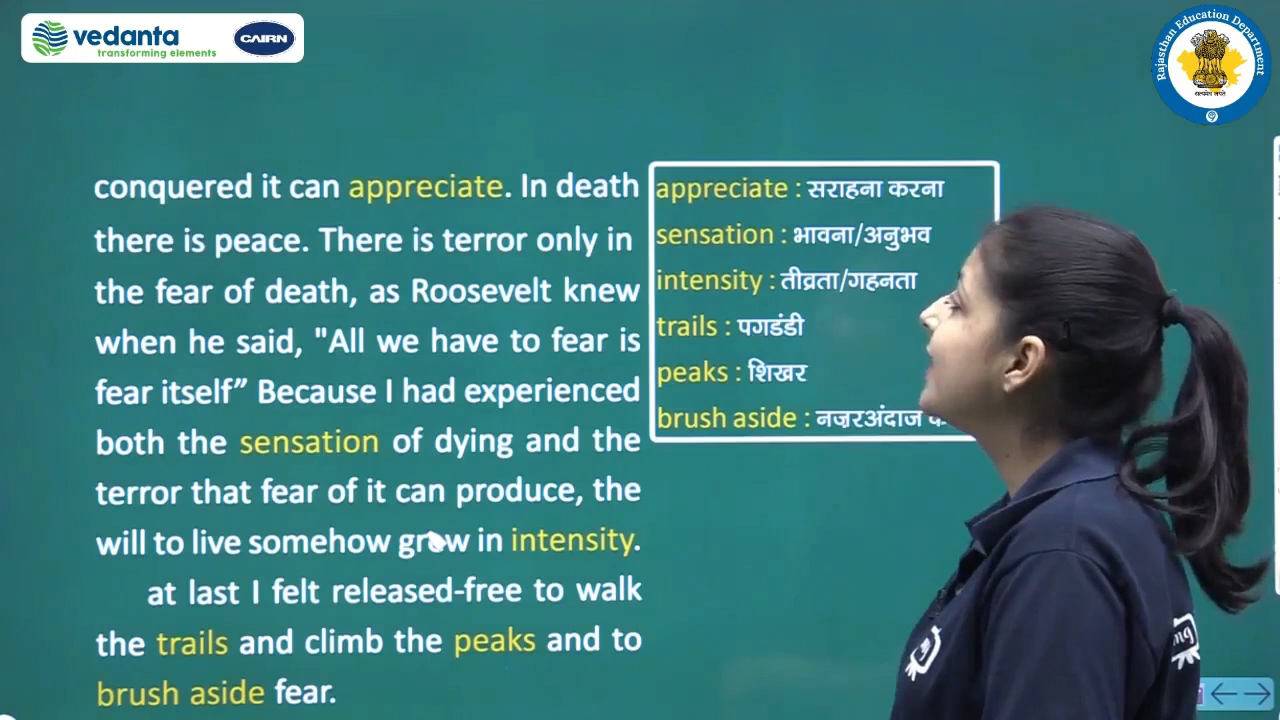 vedanta
transforming elements
CAIRN
Rajasthan Education Department
सत्यमेव जयते
conquered it can appreciate. In death
there is peace. There is terror only in
the fear of death, as Roosevelt knew
when he said, "All we have to fear is
fear itself” Because I had experienced
both the sensation of dying and the
terror that fear of it can produce, the
will to live somehow grow in intensity.
at last I felt released-free to walk
the trails and climb the peaks and to
brush aside fear.
appreciate : सराहना करना
sensation : भावना/अनुभव
intensity : तीव्रता/गहनता
trails : पगडंडी
peaks : शिखर
brush aside : नज़रअंदाज